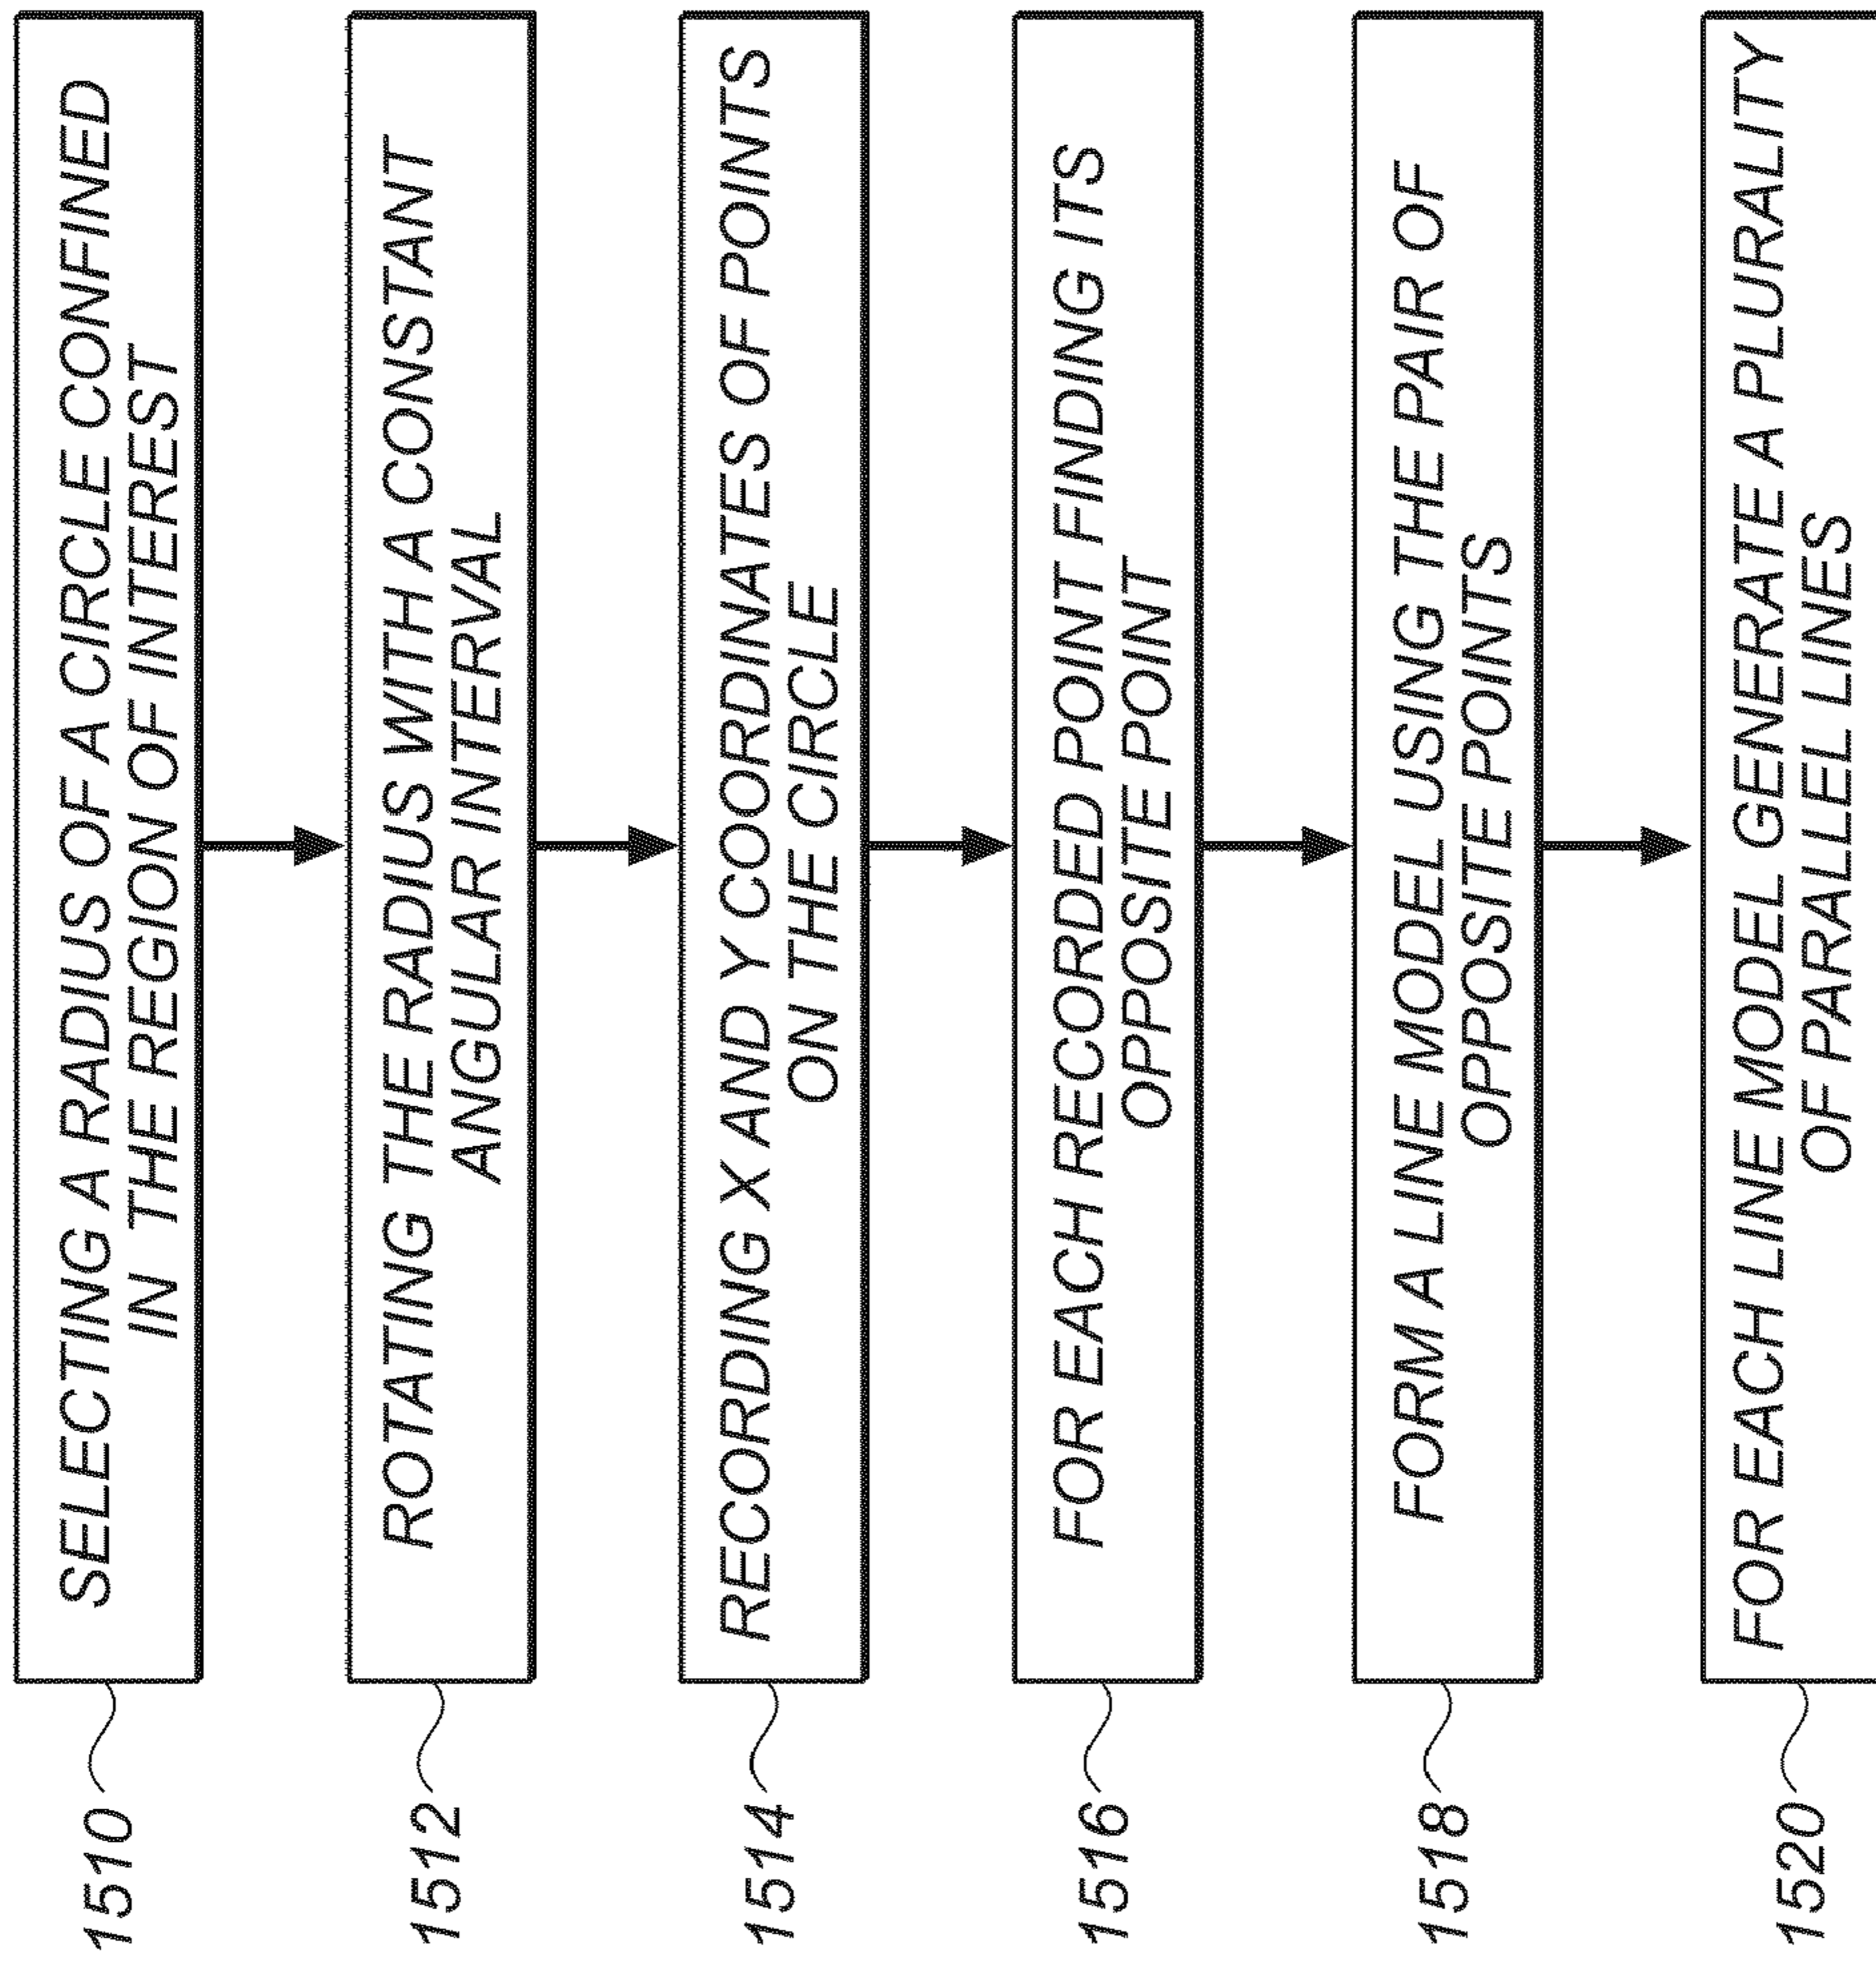 1510
SELECTING A RADIUS OF A CIRCLE CONFINED
IN THE REGION OF INTEREST
1512
ROTATING THE RADIUS WITH A CONSTANT
ANGULAR INTERVAL
1514
RECORDING X AND Y COORDINATES OF POINTS
ON THE CIRCLE
1516
FOR EACH RECORDED POINT FINDING ITS
OPPOSITE POINT
1518
FORM A LINE MODEL USING THE PAIR OF
OPPOSITE POINTS
1520
FOR EACH LINE MODEL GENERATE A PLURALITY
OF PARALLEL LINES